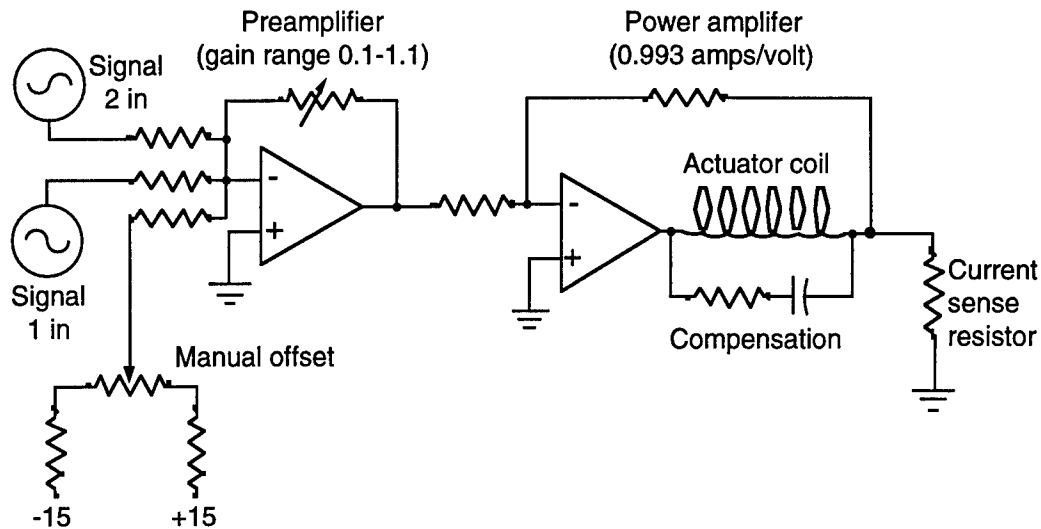 Preamplifier
(gain range 0.1-1.1)
Power amplifer
(0.993 amps/volt)
Signal
2 in
Actuator coil
-
+
-
+
Signal
1 in
Current
sense
resistor
Compensation
Manual offset
-15
+15